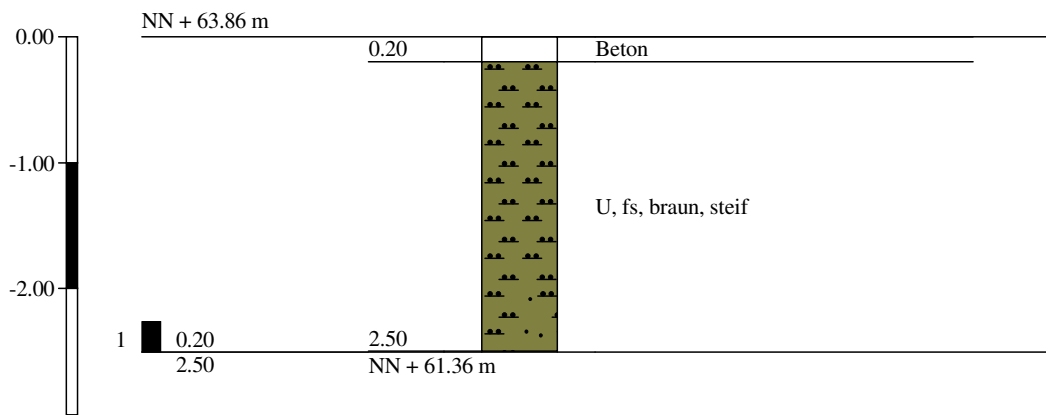 NN + 63.86 m
0.00
0.20 Beton
-1.00
U, fs, braun, steif
-2.00
1 0.20 2.50
2.50 NN + 61.36 m